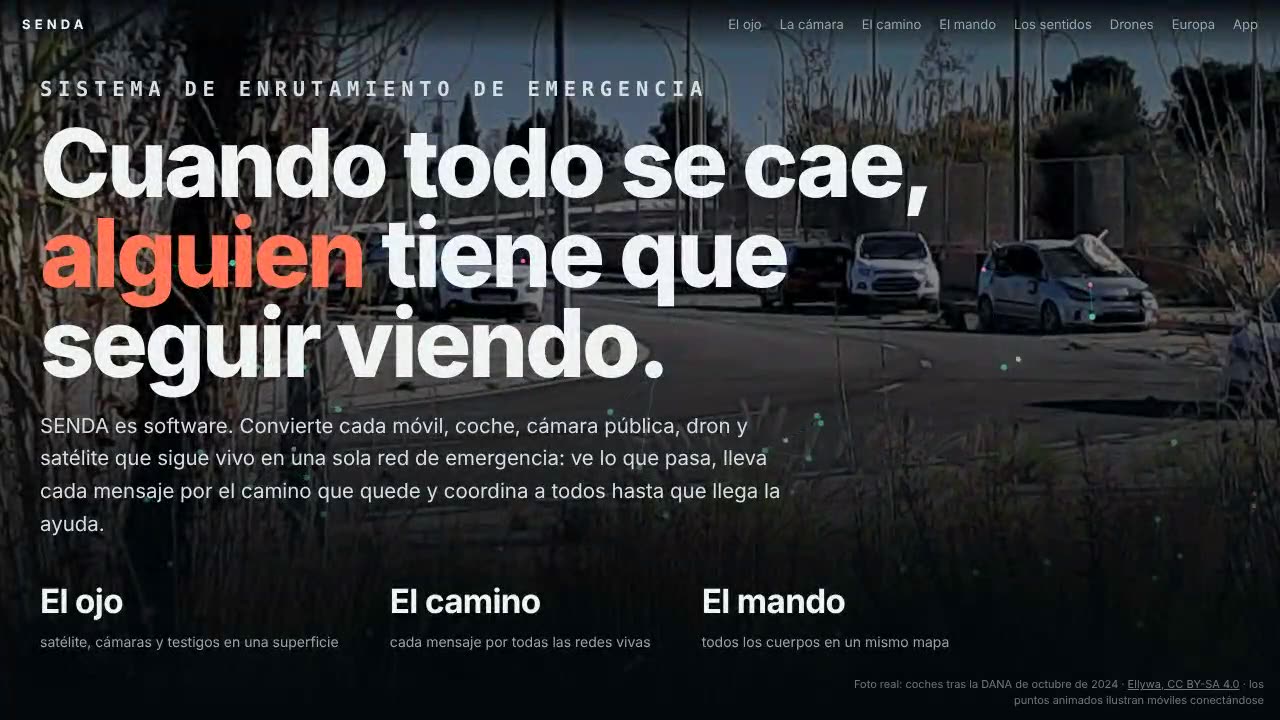 SENDA
El ojo La cámara El camino El mando Los sentidos Drones Europa App
SISTEMA DE ENRUTAMIENTO DE EMERGENCIA
Cuando todo se cae,
alguien tiene que
seguir viendo.
SENDA es software. Convierte cada móvil, coche, cámara pública, dron y
satélite que sigue vivo en una sola red de emergencia: ve lo que pasa, lleva
cada mensaje por el camino que quede y coordina a todos hasta que llega la
ayuda.
El ojo
satélite, cámaras y testigos en una superficie
El camino
cada mensaje por todas las redes vivas
El mando
todos los cuerpos en un mismo mapa
Foto real: coches tras la DANA de octubre de 2024 · Ellywa, CC BY-SA 4.0 · los
puntos animados ilustran móviles conectándose